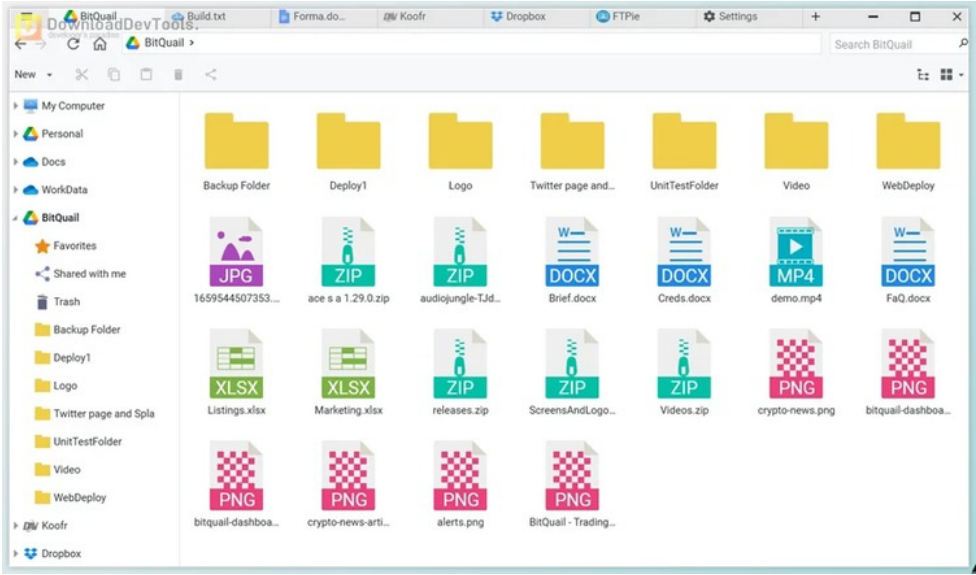 BitQuail
Build.txt
Forma.do...
Koofr
Dropbox
FTPie
Settings
DownloadDevTools.
developer's paradise
BitQuail >
Search BitQuail
New
My Computer
Personal
Docs
WorkData
BitQuail
Favorites
Shared with me
Trash
Backup Folder
Deploy1
Logo
Twitter page and Spla
UnitTestFolder
Video
WebDeploy
Koofr
Dropbox
Backup Folder
Deploy1
Logo
Twitter page and...
UnitTestFolder
Video
WebDeploy
JPG
1659544507353....
ZIP
ace s a 1.29.0.zip
ZIP
audiojungle-TJd...
W
DOCX
Brief.docx
W
DOCX
Creds.docx
MP4
demo.mp4
W
DOCX
FaQ.docx
XLSX
Listings.xlsx
XLSX
Marketing.xlsx
ZIP
releases.zip
ZIP
ScreensAndLogo...
ZIP
Videos.zip
PNG
crypto-news.png
PNG
bitquail-dashboa...
PNG
bitquail-dashboa...
PNG
crypto-news-arti...
PNG
alerts.png
PNG
BitQuail - Trading...